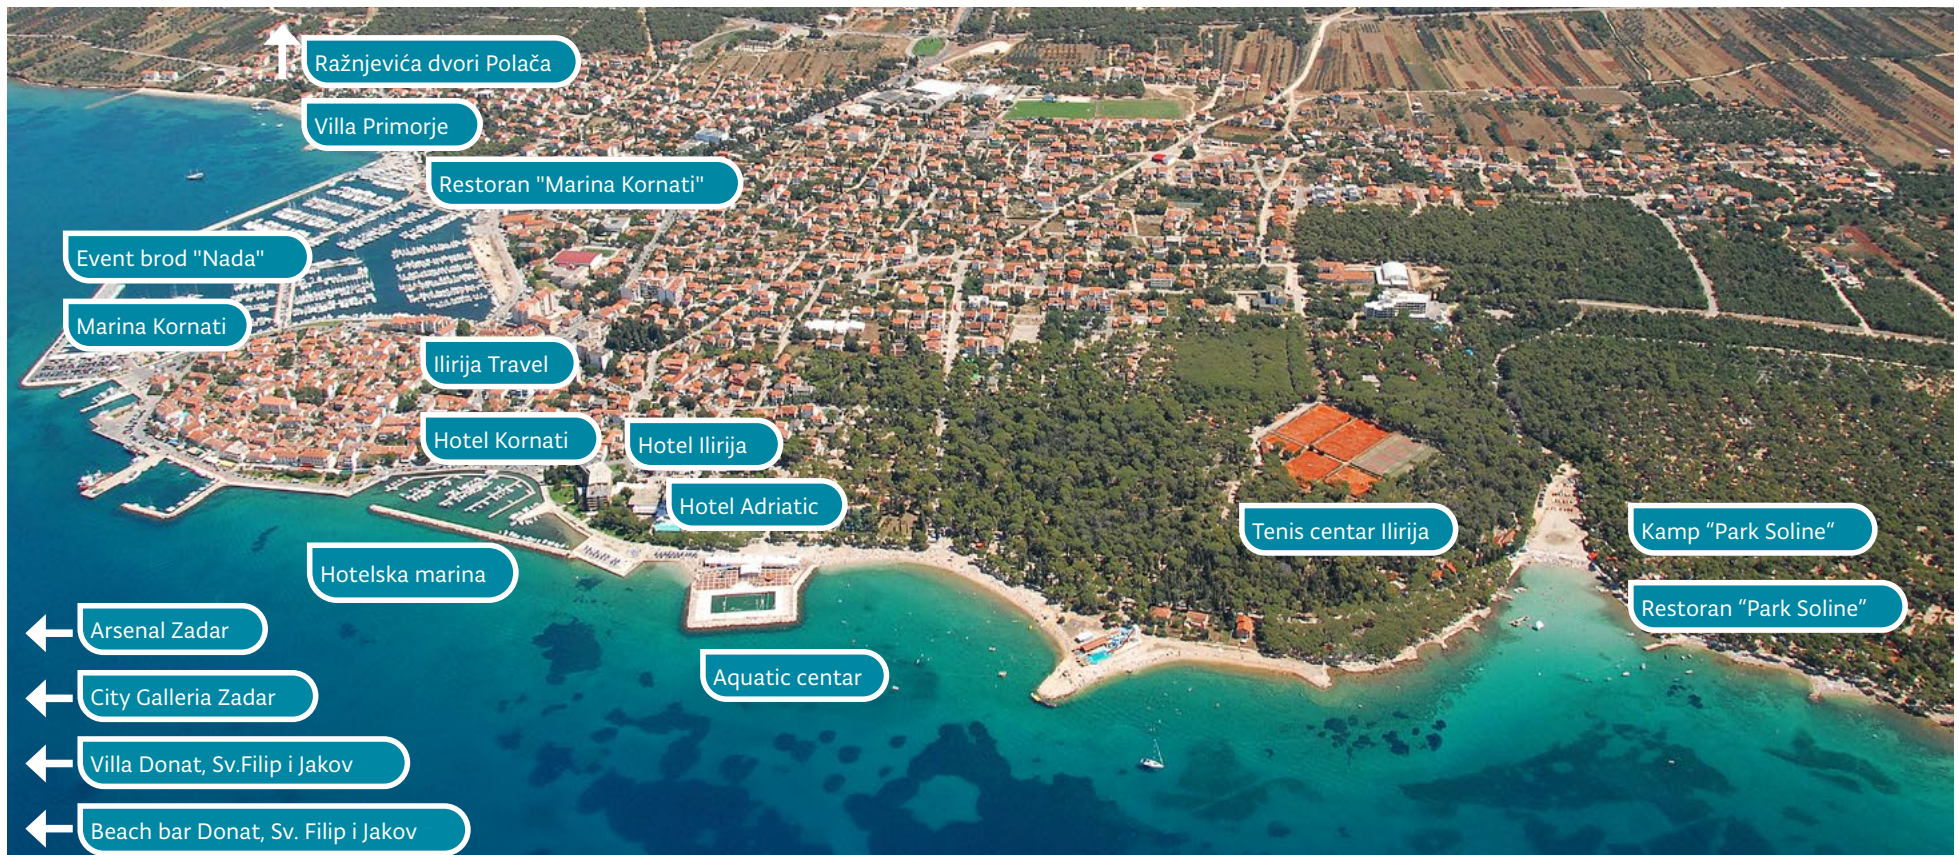 Ražnjevića dvori Polača
Villa Primorje
Restoran "Marina Kornati"
Event brod "Nada"
Marina Kornati
Ilirija Travel
Hotel Kornati
Hotel Ilirija
Hotel Adriatic
Tenis centar Ilirija
Kamp “Park Soline“
Hotelska marina
Restoran “Park Soline”
Arsenal Zadar
Aquatic centar
City Galleria Zadar
Villa Donat, Sv.Filip i Jakov
Beach bar Donat, Sv. Filip i Jakov